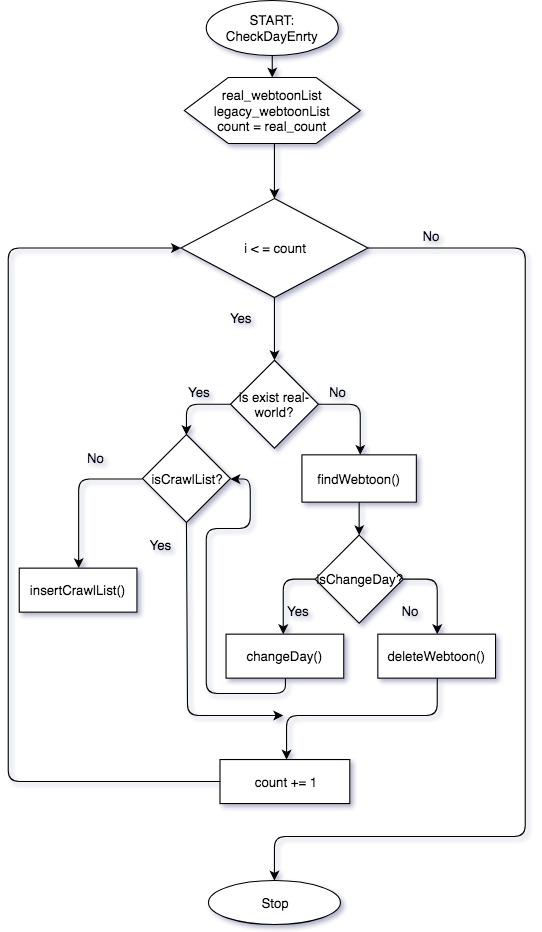 START:
CheckDayEnrty
real_webtoonList
legacy_webtoonList
count = real_count
i < = count
No
Yes
is exist real-
world?
Yes
No
isCrawlList?
findWebtoon()
No
Yes
isChangeDay?
insertCrawlList()
Yes
No
changeDay()
deleteWebtoon()
count += 1
Stop